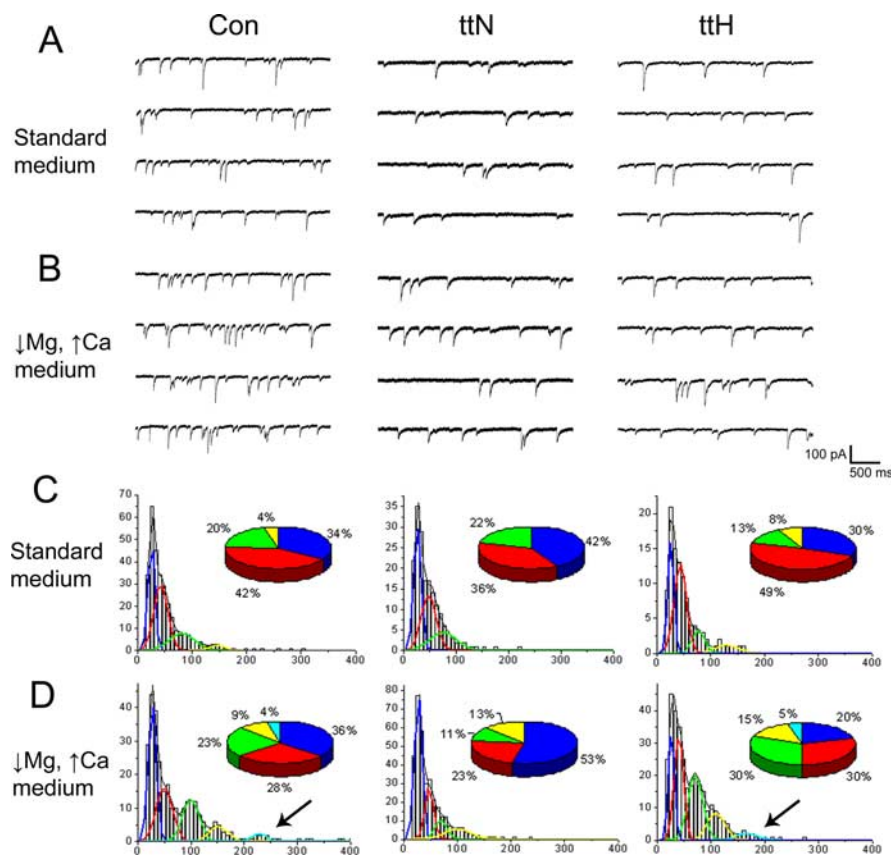 A
Con ttN ttH
Standard
medium
B
↓Mg, ↑Ca
medium
100 pA
500 ms
C
Standard
medium
70
60
50
40
30
20
10
0
0 100 200 300 400
20% 4% 34% 42%
35
30
25
20
15
10
5
0
0 100 200 300 400
22% 42% 36%
20
15
10
5
0
0 100 200 300 400
13% 8% 30% 49%
D
↓Mg, ↑Ca
medium
40
30
20
10
0
0 100 200 300 400
9% 4% 23% 36% 28%
80
70
60
50
40
30
20
10
0
0 100 200 300 400
13% 11% 23% 53%
40
30
20
10
0
0 100 200 300 400
15% 5% 20% 30% 30%